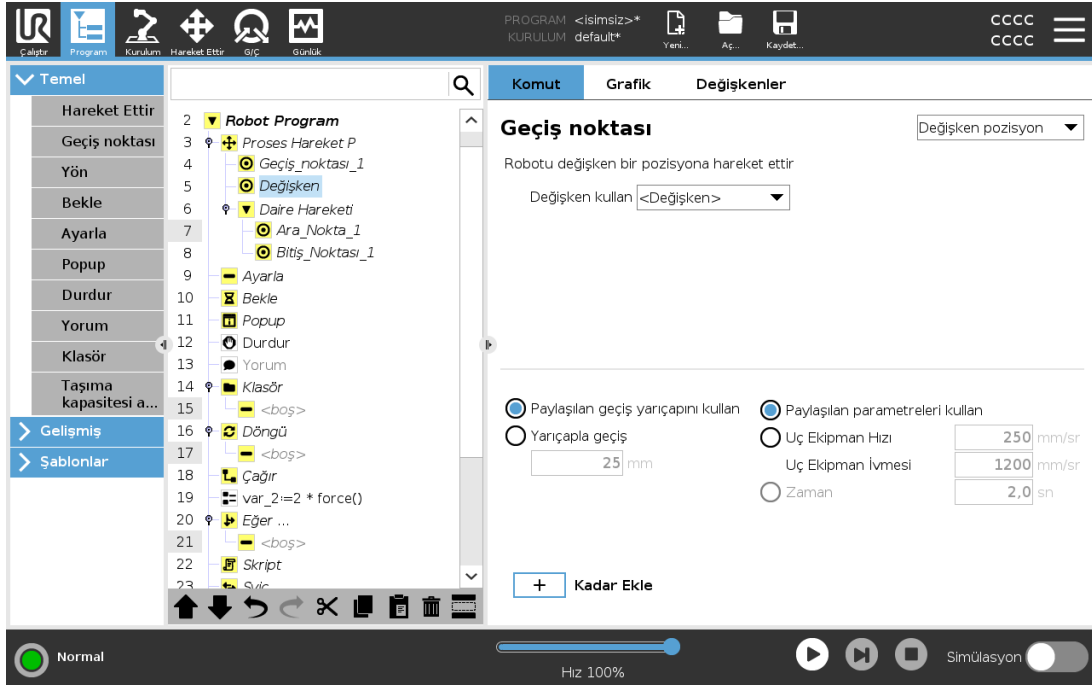 PROGRAM <isimsiz>*
KURULUM default*
Çalıştır
Program
Kurulum
Hareket Ettir
G/Ç
Günlük
Yeni...
Aç...
Kaydet...
cccc
cccc
Temel
Hareket Ettir
Geçiş noktası
Yön
Bekle
Ayarla
Popup
Durdur
Yorum
Klasör
Taşıma
kapasitesi a...
Gelişmiş
Şablonlar
2 Robot Program
3 Proses Hareket P
4 Geçiş_noktası_1
5 Değişken
6 Daire Hareketi
7 Ara_Nokta_1
8 Bitiş_Noktası_1
9 Ayarla
10 Bekle
11 Popup
12 Durdur
13 Yorum
14 Klasör
15 <boş>
16 Döngü
17 <boş>
18 Çağır
19 var_2:=2 * force()
20 Eğer ...
21 <boş>
22 Skript
23 Sviç
Komut
Grafik
Değişkenler
Geçiş noktası
Değişken pozisyon
Robotu değişken bir pozisyona hareket ettir
Değişken kullan <Değişken>
Paylaşılan geçiş yarıçapını kullan
Yarıçapla geçiş
25 mm
Paylaşılan parametreleri kullan
Uç Ekipman Hızı 250 mm/sn
Uç Ekipman İvmesi 1200 mm/sn
Zaman 2,0 sn
+ Kadar Ekle
Normal
Hız 100%
Simülasyon